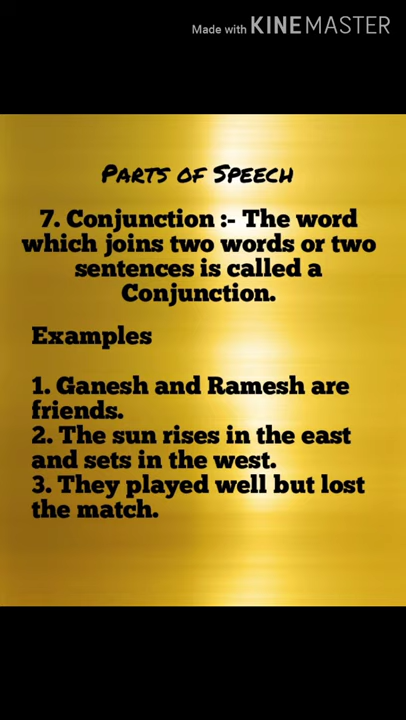 Made with KINEMASTER
Parts of Speech
7. Conjunction :- The word
which joins two words or two
sentences is called a
Conjunction.
Examples
1. Ganesh and Ramesh are
friends.
2. The sun rises in the east
and sets in the west.
3. They played well but lost
the match.